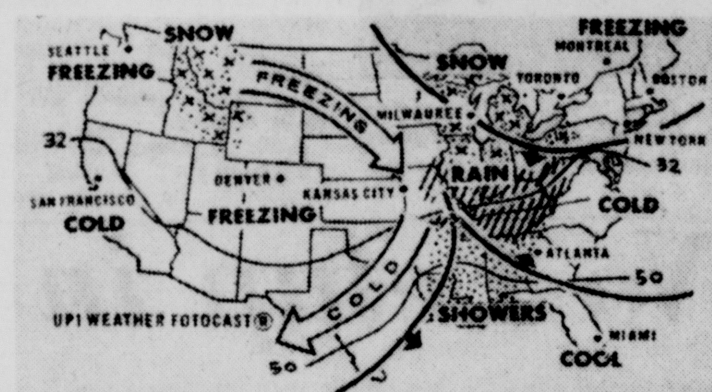 SNOW
FREEZING
SEATTLE
MONTREAL
SNOW
FREEZING
FREEZING
TORONTO
BOSTON
MILWAUKEE
NEW YORK
32
32
RAIN
DENVER
KANSAS CITY
SAN FRANCISCO
COLD
FREEZING
COLD
ATLANTA
50
COLD
UPI WEATHER FOTOCAST ®
SHOWERS
MIAMI
50
COOL